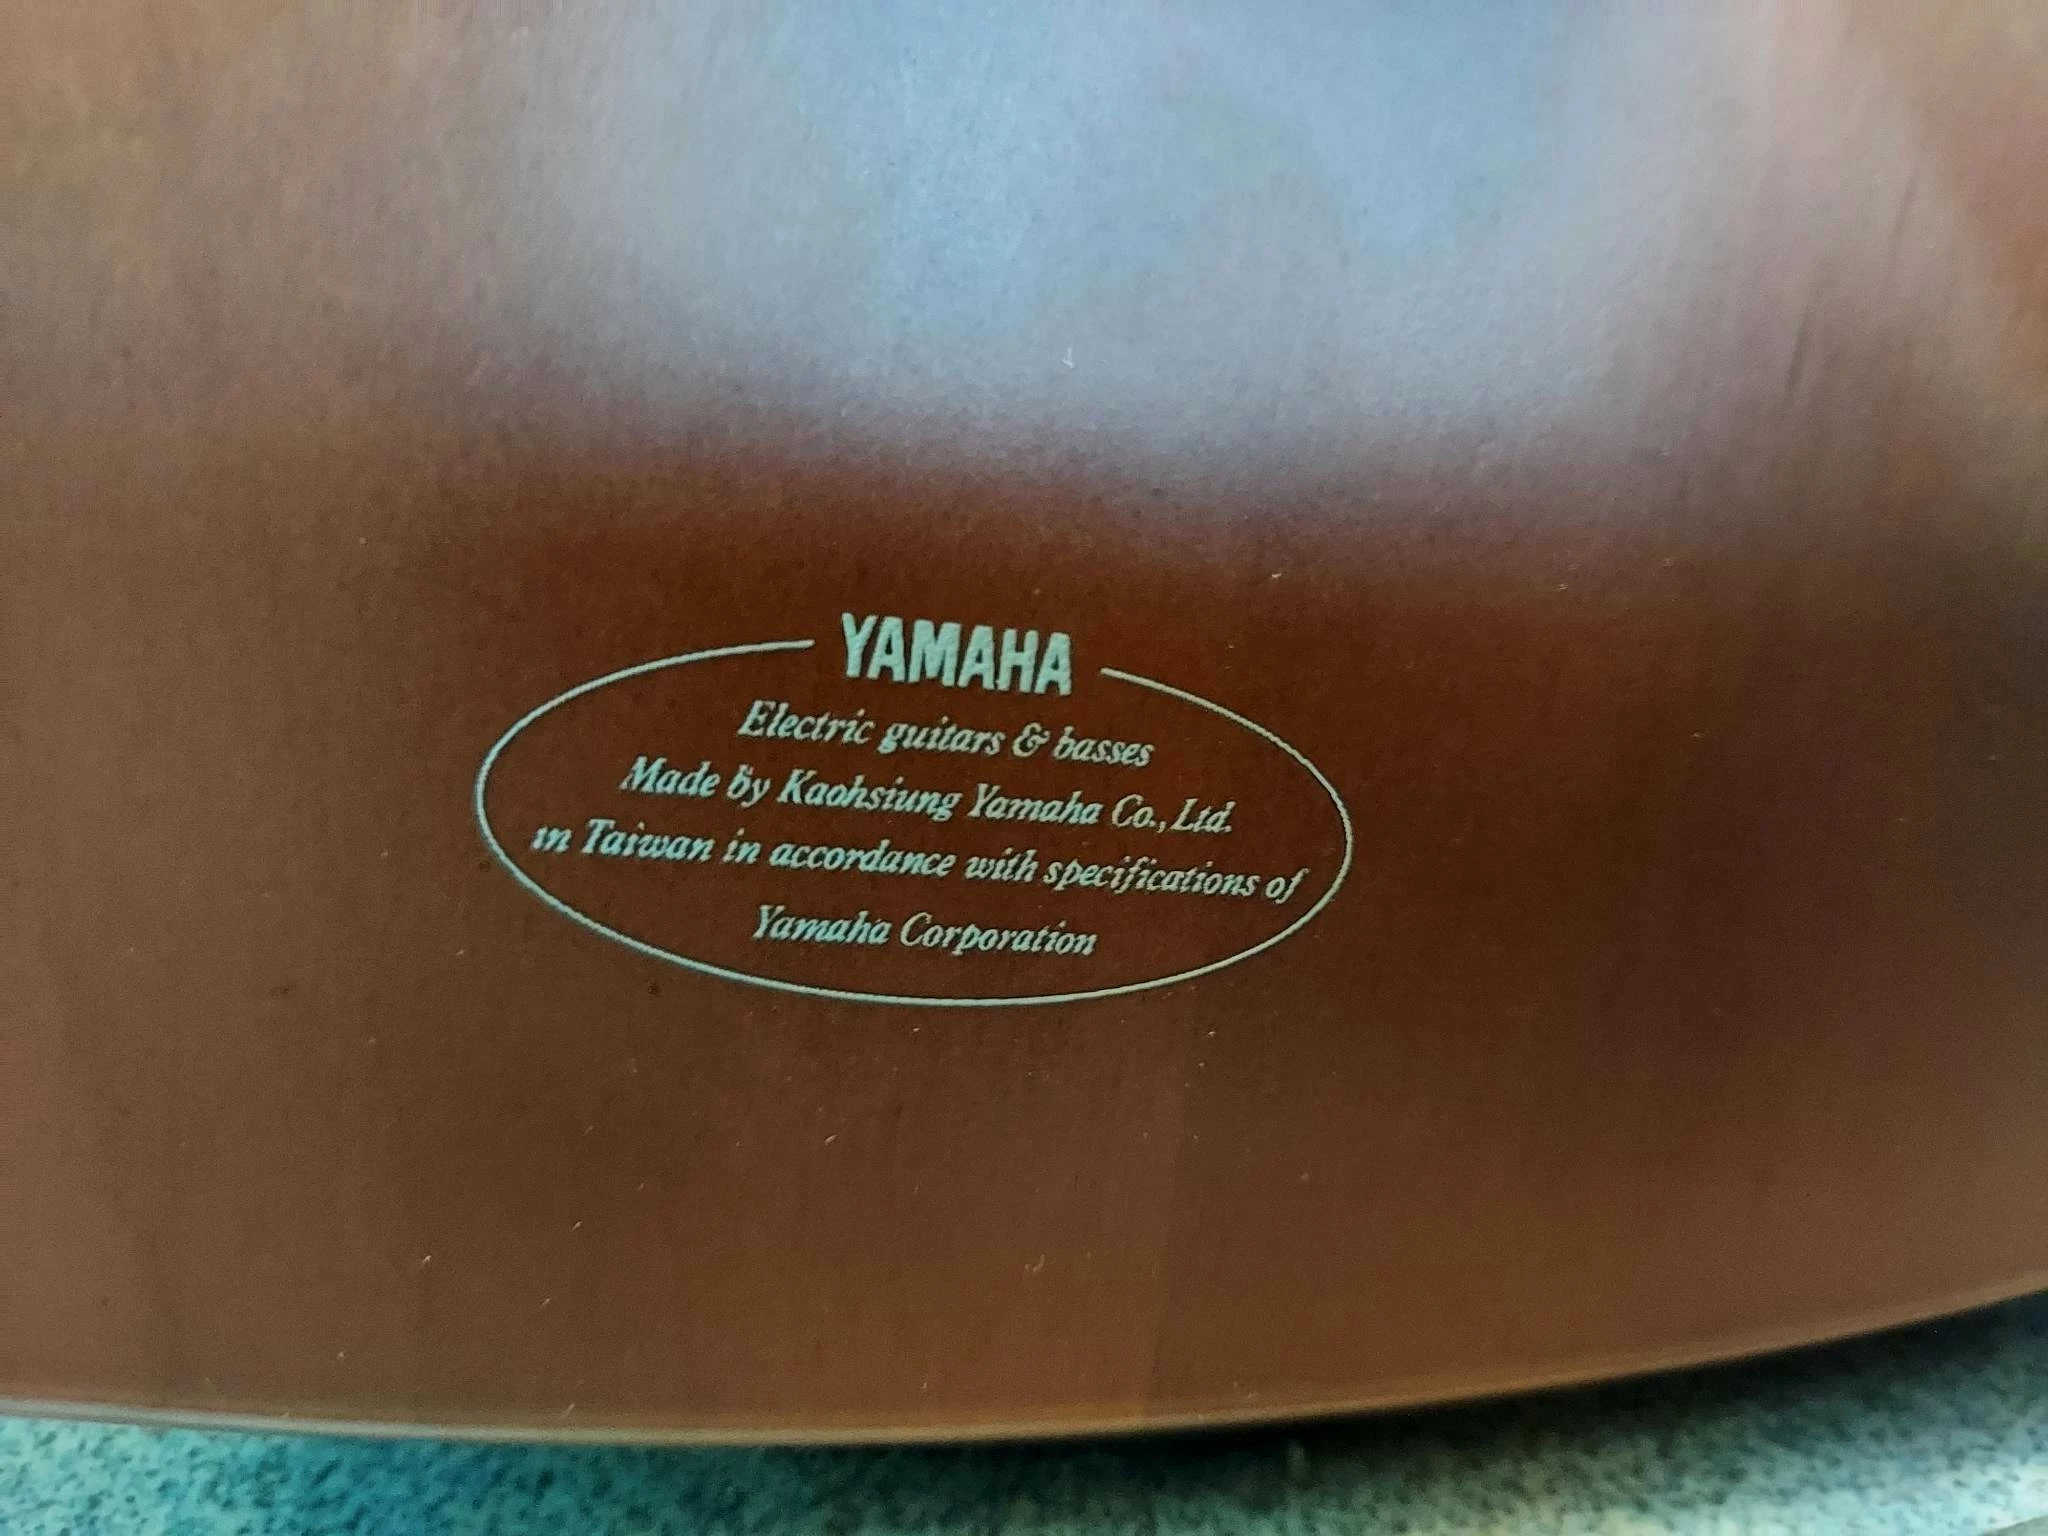 YAMAHA
Electric guitars & basses
Made by Kaohsiung Yamaha Co., Ltd.
in Taiwan in accordance with specifications of
Yamaha Corporation